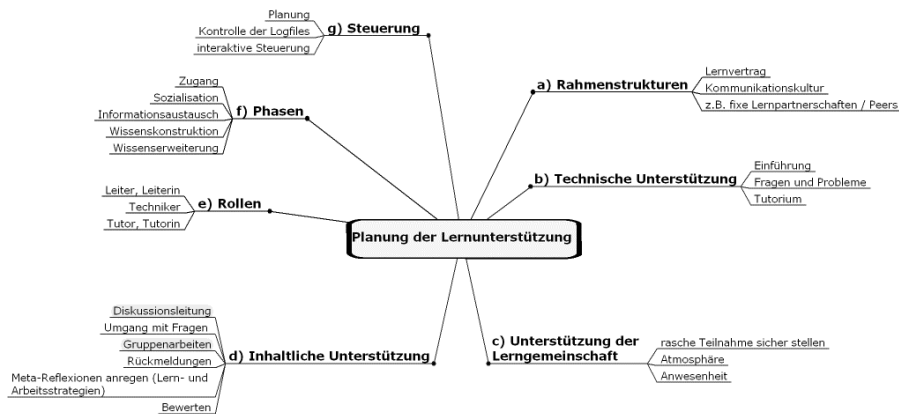 Planung
Kontrolle der Logfiles
interaktive Steuerung
g) Steuerung
Zugang
Sozialisation
Informationsaustausch
Wissenskonstruktion
Wissenserweiterung
f) Phasen
Leiter, Leiterin
Techniker
Tutor, Tutorin
e) Rollen
Planung der Lernunterstützung
a) Rahmenstrukturen
Lernvertrag
Kommunikationskultur
z.B. fixe Lernpartnerschaften / Peers
b) Technische Unterstützung
Einführung
Fragen und Probleme
Tutorium
c) Unterstützung der
Lerngemeinschaft
rasche Teilnahme sicher stellen
Atmosphäre
Anwesenheit
Diskussionsleitung
Umgang mit Fragen
Gruppenarbeiten
Rückmeldungen
Meta-Reflexionen anregen (Lern- und
Arbeitsstrategien)
Bewerten
d) Inhaltliche Unterstützung